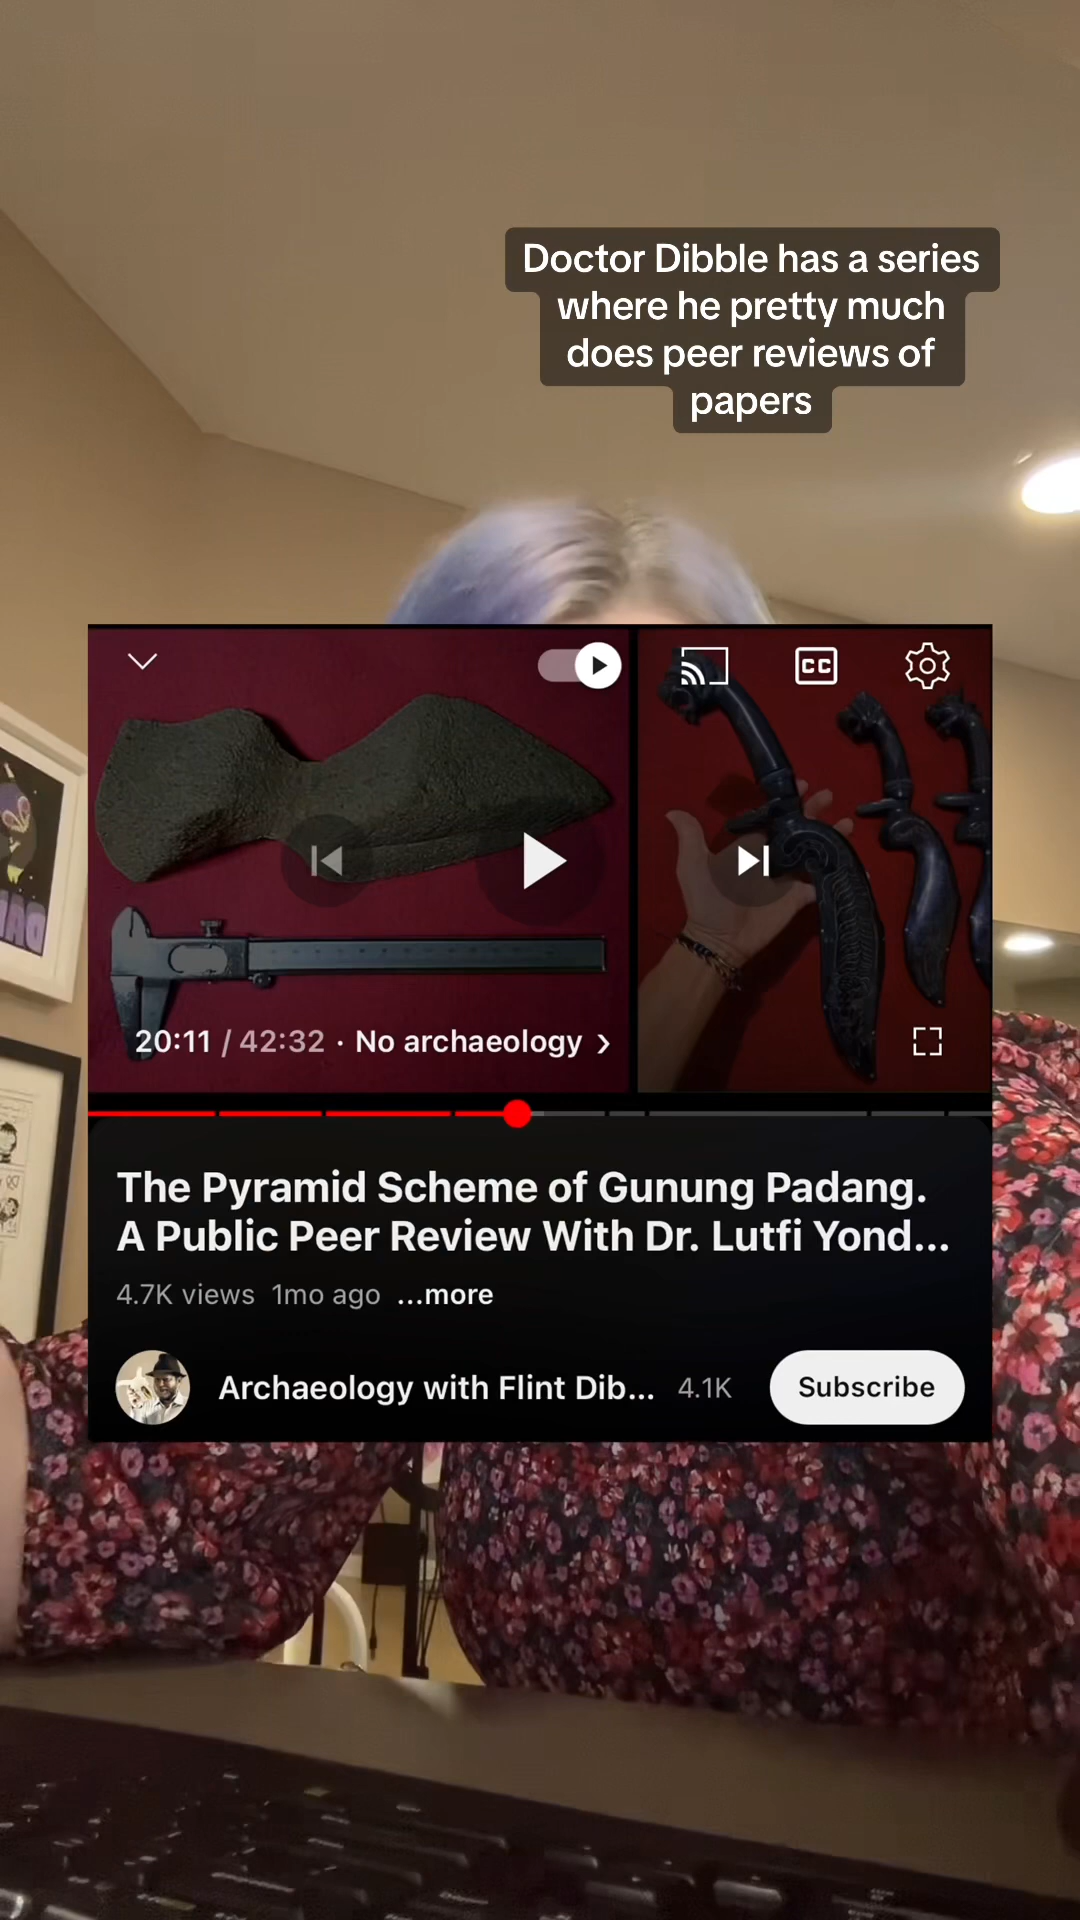 Doctor Dibble has a series
where he pretty much
does peer reviews of
papers
CC
20:11 / 42:32 · No archaeology ›
The Pyramid Scheme of Gunung Padang.
A Public Peer Review With Dr. Lutfi Yond...
4.7K views 1mo ago ...more
Archaeology with Flint Dib... 4.1K Subscribe